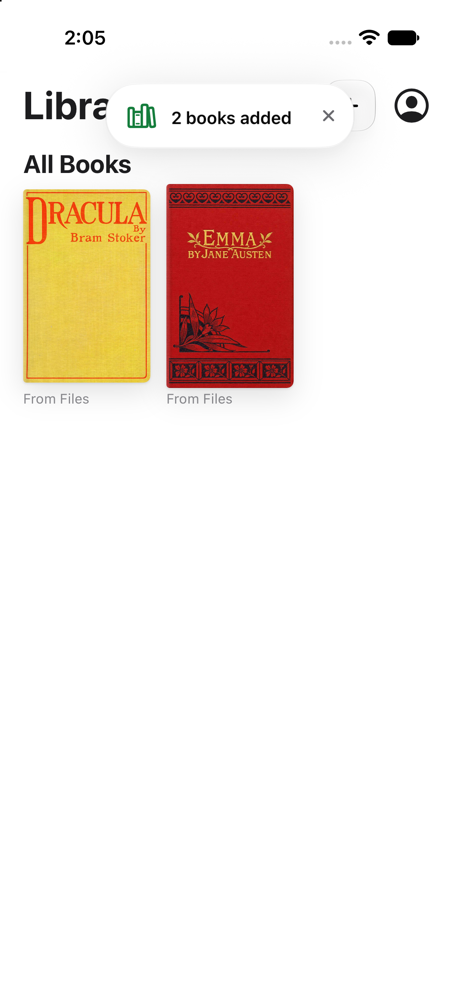 2:05
Libra
2 books added
All Books
DRACULA
By
Bram Stoker
EMMA
BY JANE AUSTEN
From Files
From Files